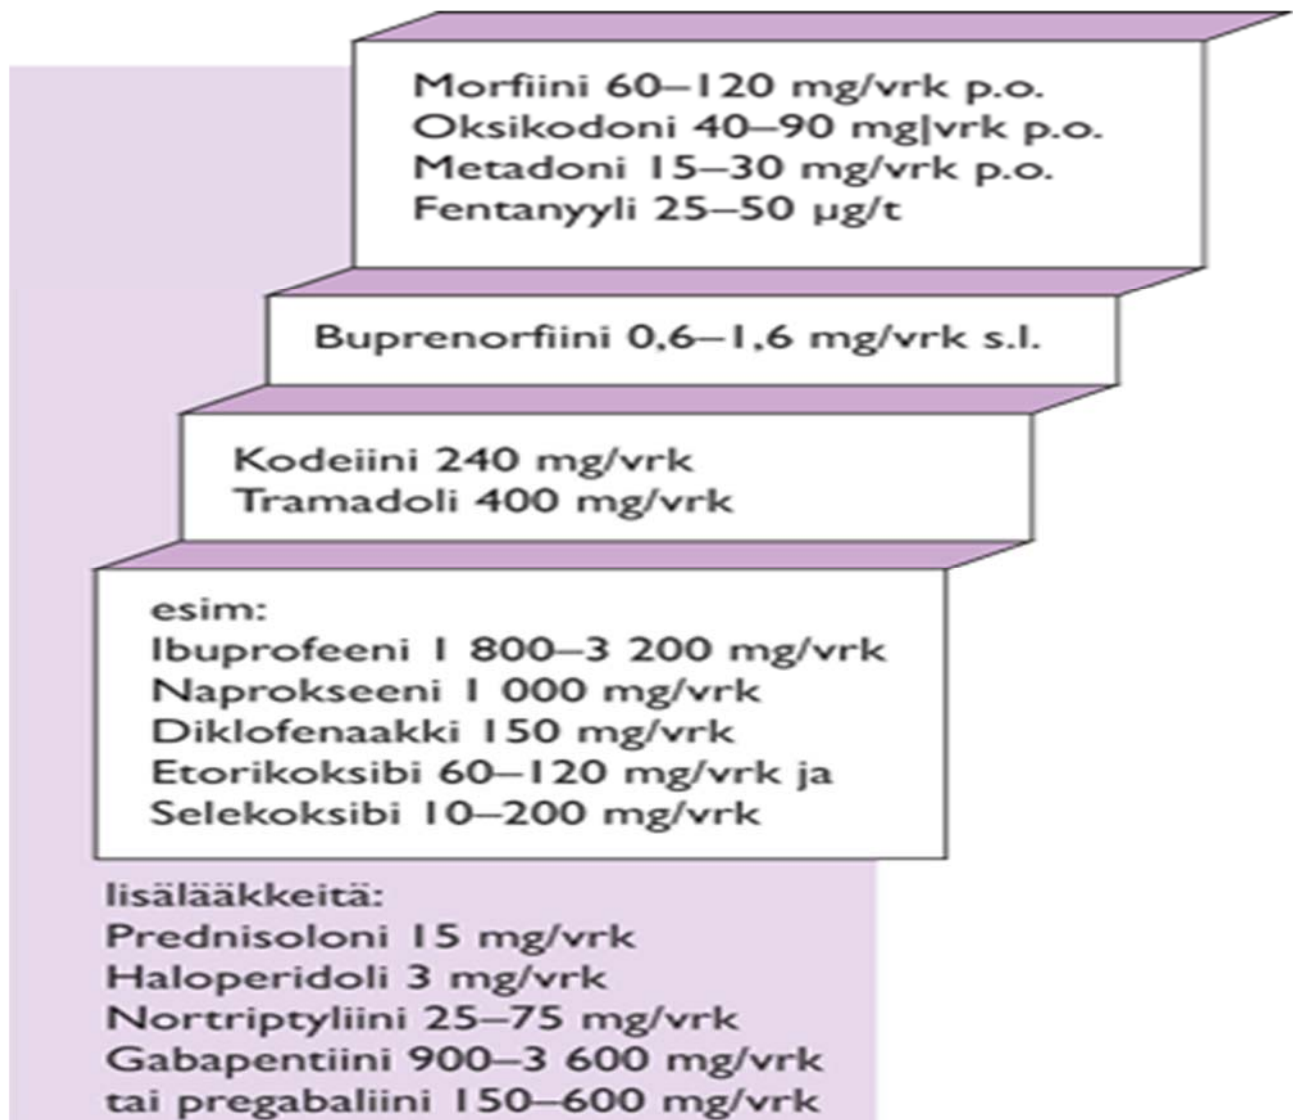 Morfiini 60–120 mg/vrk p.o.
Oksikodoni 40–90 mg|vrk p.o.
Metadoni 15–30 mg/vrk p.o.
Fentanyyli 25–50 µg/t
Buprenorfiini 0,6–1,6 mg/vrk s.l.
Kodeiini 240 mg/vrk
Tramadoli 400 mg/vrk
esim:
Ibuprofeeni 1 800–3 200 mg/vrk
Naprokseeni 1 000 mg/vrk
Diklofenaakki 150 mg/vrk
Etorikoksibi 60–120 mg/vrk ja
Selekoksibi 10–200 mg/vrk
lisälääkkeitä:
Prednisoloni 15 mg/vrk
Haloperidoli 3 mg/vrk
Nortriptyliini 25–75 mg/vrk
Gabapentiini 900–3 600 mg/vrk
tai pregabaliini 150–600 mg/vrk